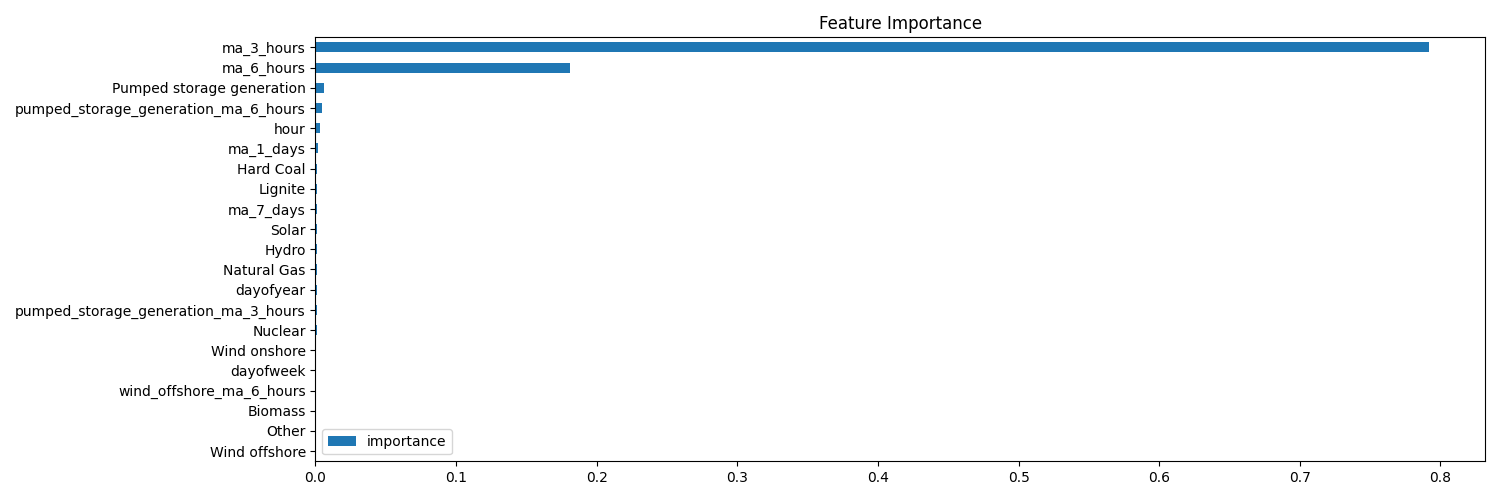 Feature Importance
ma_3_hours
ma_6_hours
Pumped storage generation
pumped_storage_generation_ma_6_hours
hour
ma_1_days
Hard Coal
Lignite
ma_7_days
Solar
Hydro
Natural Gas
dayofyear
pumped_storage_generation_ma_3_hours
Nuclear
Wind onshore
dayofweek
wind_offshore_ma_6_hours
Biomass
Other
Wind offshore
importance
0.0 0.1 0.2 0.3 0.4 0.5 0.6 0.7 0.8